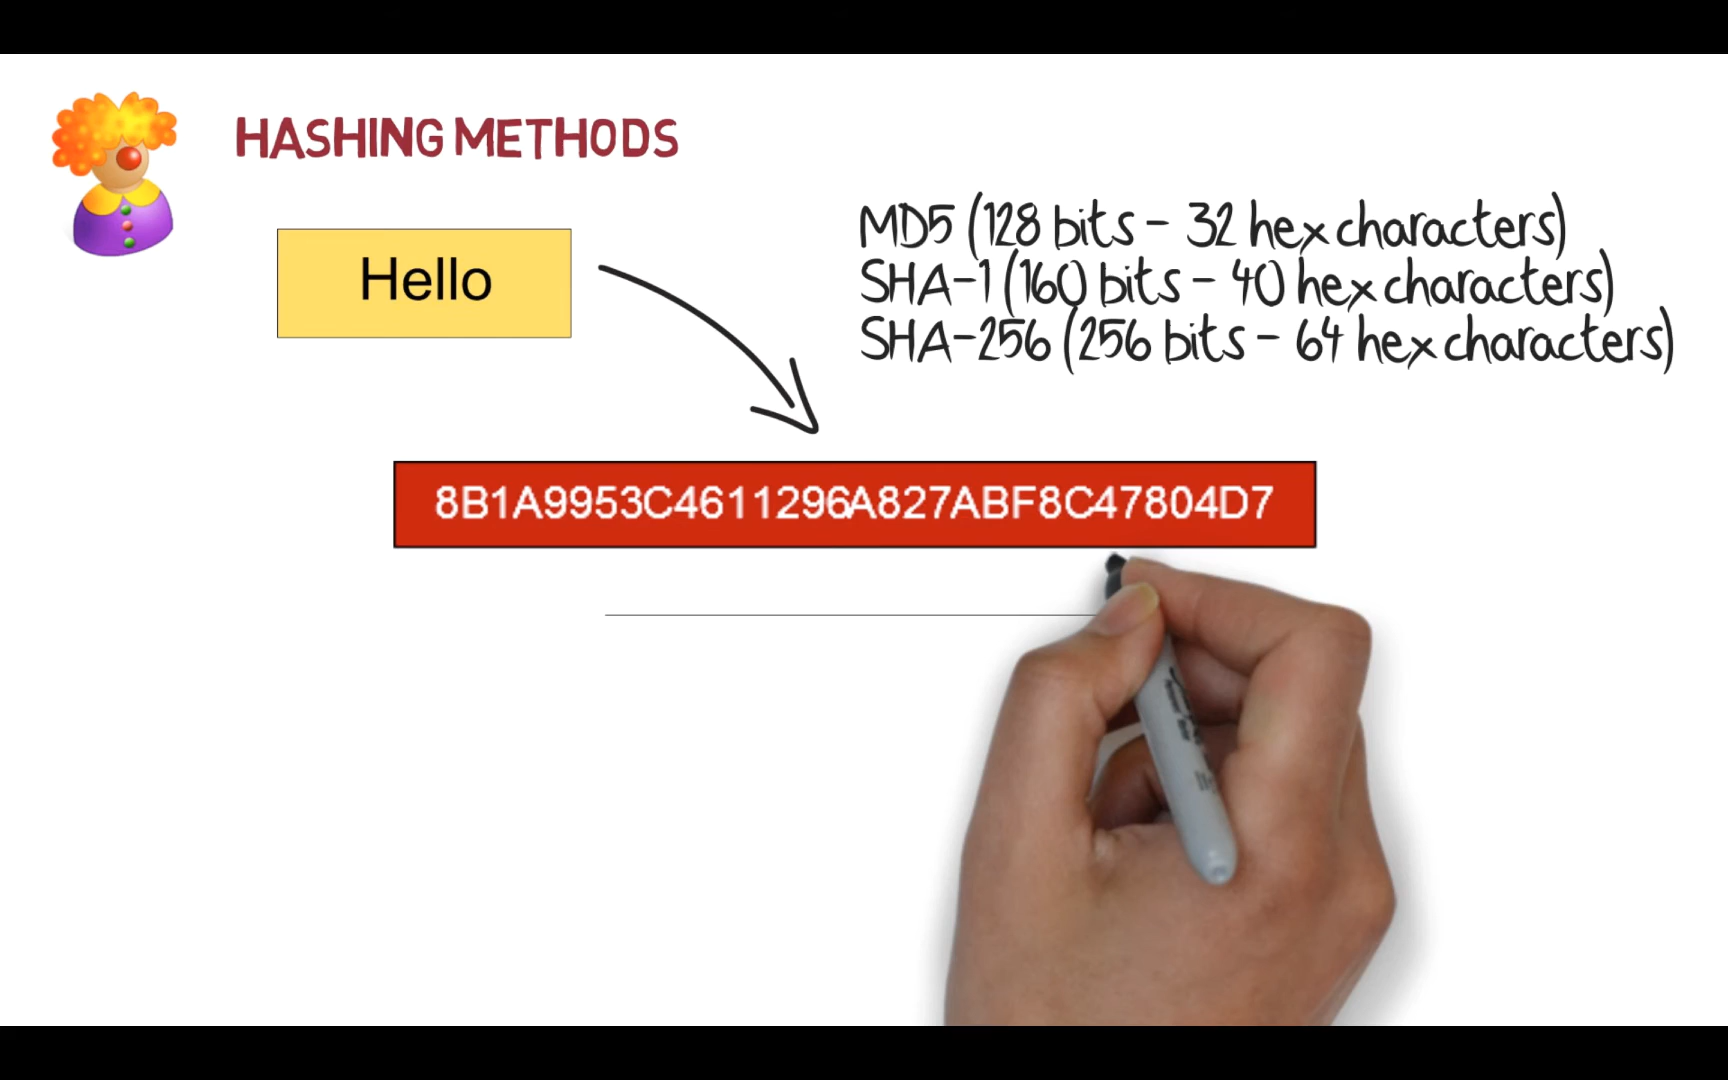 HASHING METHODS
Hello
MD5 (128 bits - 32 hex characters)
SHA-1 (160 bits - 40 hex characters)
SHA-256 (256 bits - 64 hex characters)
8B1A9953C4611296A827ABF8C47804D7